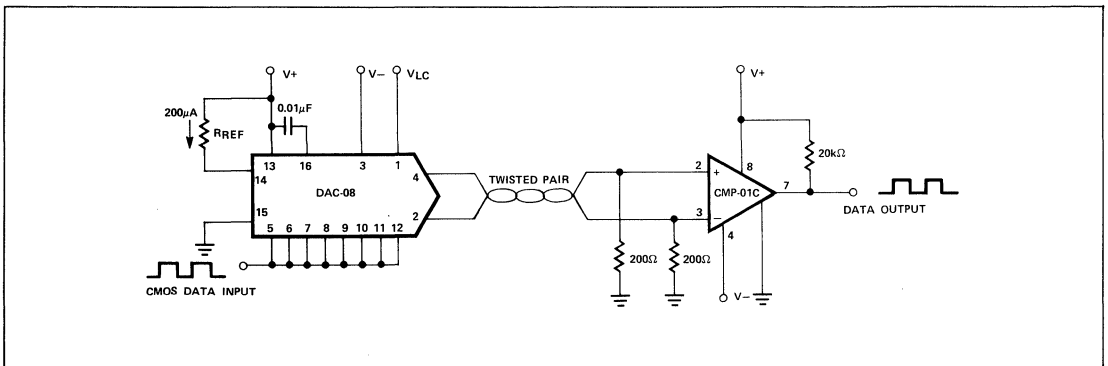 V+
V−
VLC
V+
200μA
RREF
0.01μF
20kΩ
13
16
3
1
8
14
4
TWISTED PAIR
2
+
DAC-08
CMP-01C
7
15
2
3
−
DATA OUTPUT
5
6
7
8
9
10
11
12
4
200Ω
200Ω
CMOS DATA INPUT
V−